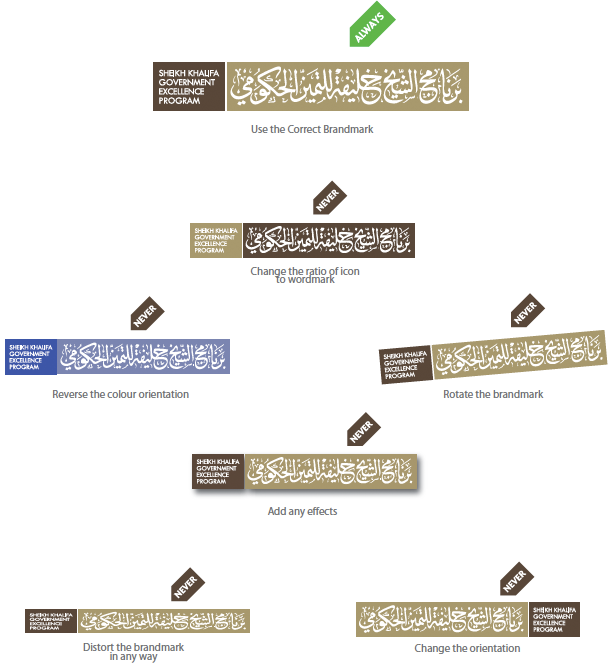 ALWAYS
SHEIKH KHALIFA
GOVERNMENT
EXCELLENCE
PROGRAM
برنامج الشيخ خليفة للتميز الحكومي
Use the Correct Brandmark
NEVER
SHEIKH KHALIFA
GOVERNMENT
EXCELLENCE
PROGRAM
برنامج الشيخ خليفة للتميز الحكومي
Change the ratio of icon
to wordmark
NEVER
SHEIKH KHALIFA
GOVERNMENT
EXCELLENCE
PROGRAM
برنامج الشيخ خليفة للتميز الحكومي
Reverse the colour orientation
NEVER
SHEIKH KHALIFA
GOVERNMENT
EXCELLENCE
PROGRAM
برنامج الشيخ خليفة للتميز الحكومي
Rotate the brandmark
NEVER
SHEIKH KHALIFA
GOVERNMENT
EXCELLENCE
PROGRAM
برنامج الشيخ خليفة للتميز الحكومي
Add any effects
NEVER
SHEIKH KHALIFA
GOVERNMENT
EXCELLENCE
PROGRAM
برنامج الشيخ خليفة للتميز الحكومي
Distort the brandmark
in any way
NEVER
برنامج الشيخ خليفة للتميز الحكومي
SHEIKH KHALIFA
GOVERNMENT
EXCELLENCE
PROGRAM
Change the orientation